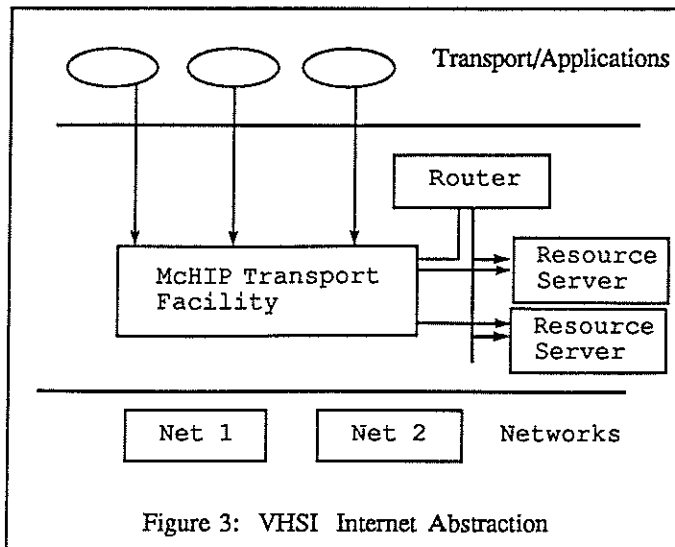 Transport/Applications
Router
McHIP Transport
Facility
Resource
Server
Resource
Server
Net 1
Net 2
Networks
Figure 3: VHSI Internet Abstraction